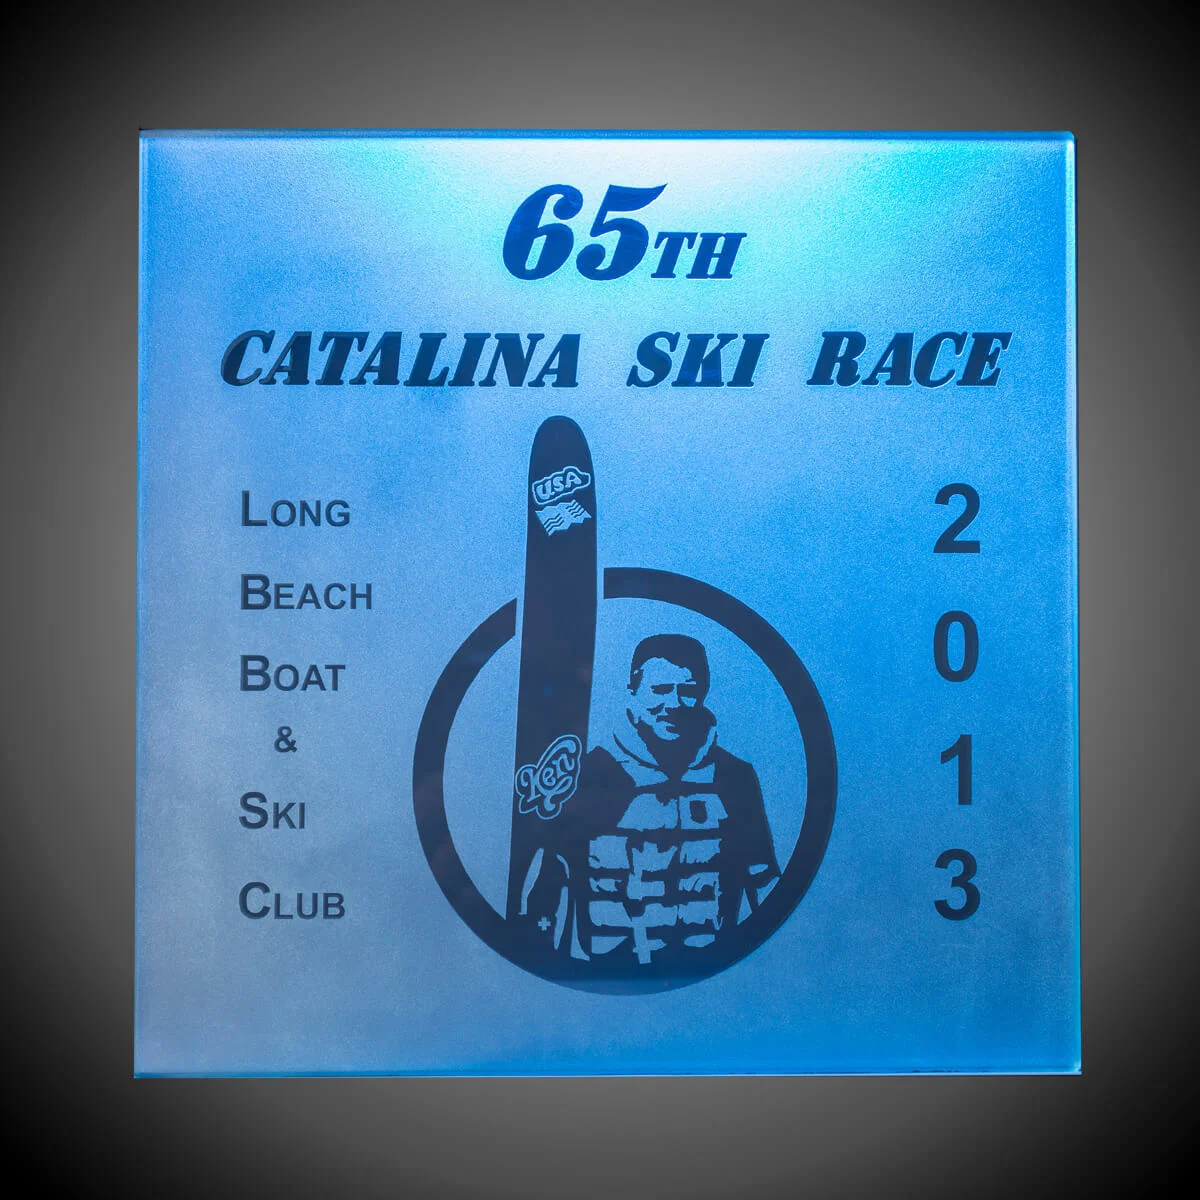 65TH
CATALINA SKI RACE
LONG
BEACH
BOAT
&
SKI
CLUB
USA
Ken
2
0
1
3